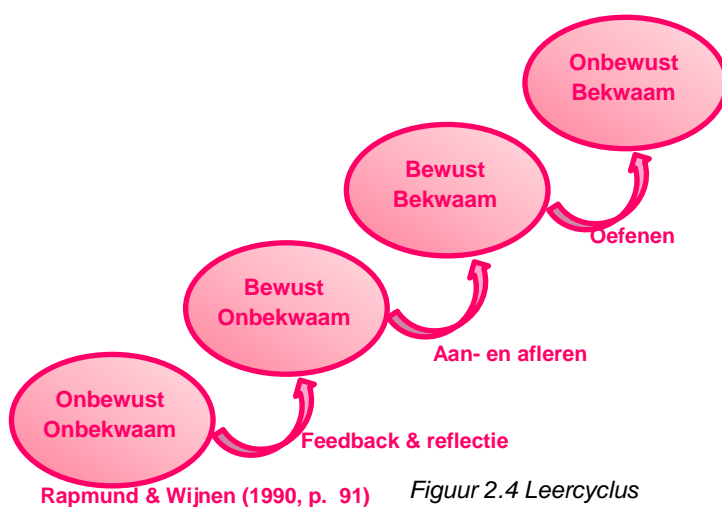 Onbewust
Bekwaam
Bewust
Bekwaam
Oefenen
Bewust
Onbekwaam
Aan- en afleren
Onbewust
Onbekwaam
Feedback & reflectie
Rapmund & Wijnen (1990, p. 91)
Figuur 2.4 Leercyclus